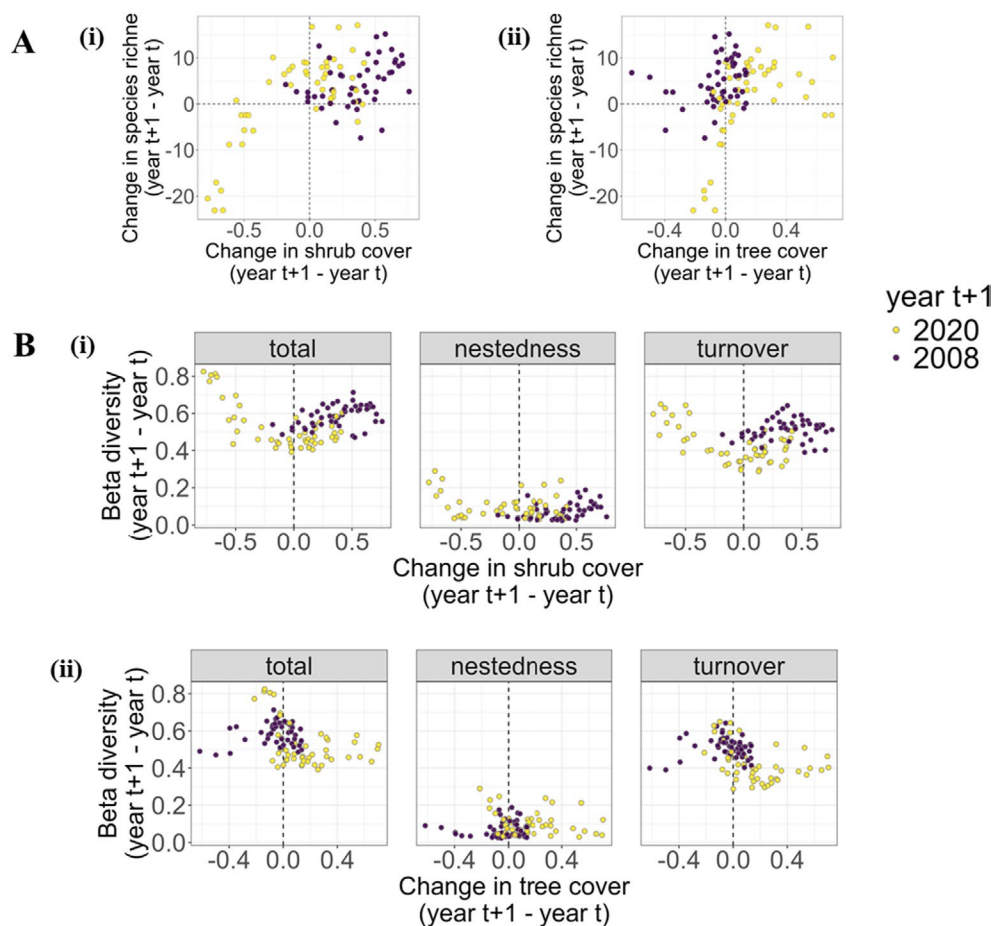 A (i) (ii)
Change in species richne
(year t+1 - year t)
10
0
-10
-20
-0.5 0.0 0.5
Change in shrub cover
(year t+1 - year t)
Change in species richne
(year t+1 - year t)
10
0
-10
-20
-0.4 0.0 0.4
Change in tree cover
(year t+1 - year t)
year t+1
2020
2008
B (i)
total nestedness turnover
Beta diversity
(year t+1 - year t)
0.8
0.6
0.4
0.2
0.0
-0.5 0.0 0.5 -0.5 0.0 0.5 -0.5 0.0 0.5
Change in shrub cover
(year t+1 - year t)
(ii)
total nestedness turnover
Beta diversity
(year t+1 - year t)
0.8
0.6
0.4
0.2
0.0
-0.4 0.0 0.4 -0.4 0.0 0.4 -0.4 0.0 0.4
Change in tree cover
(year t+1 - year t)